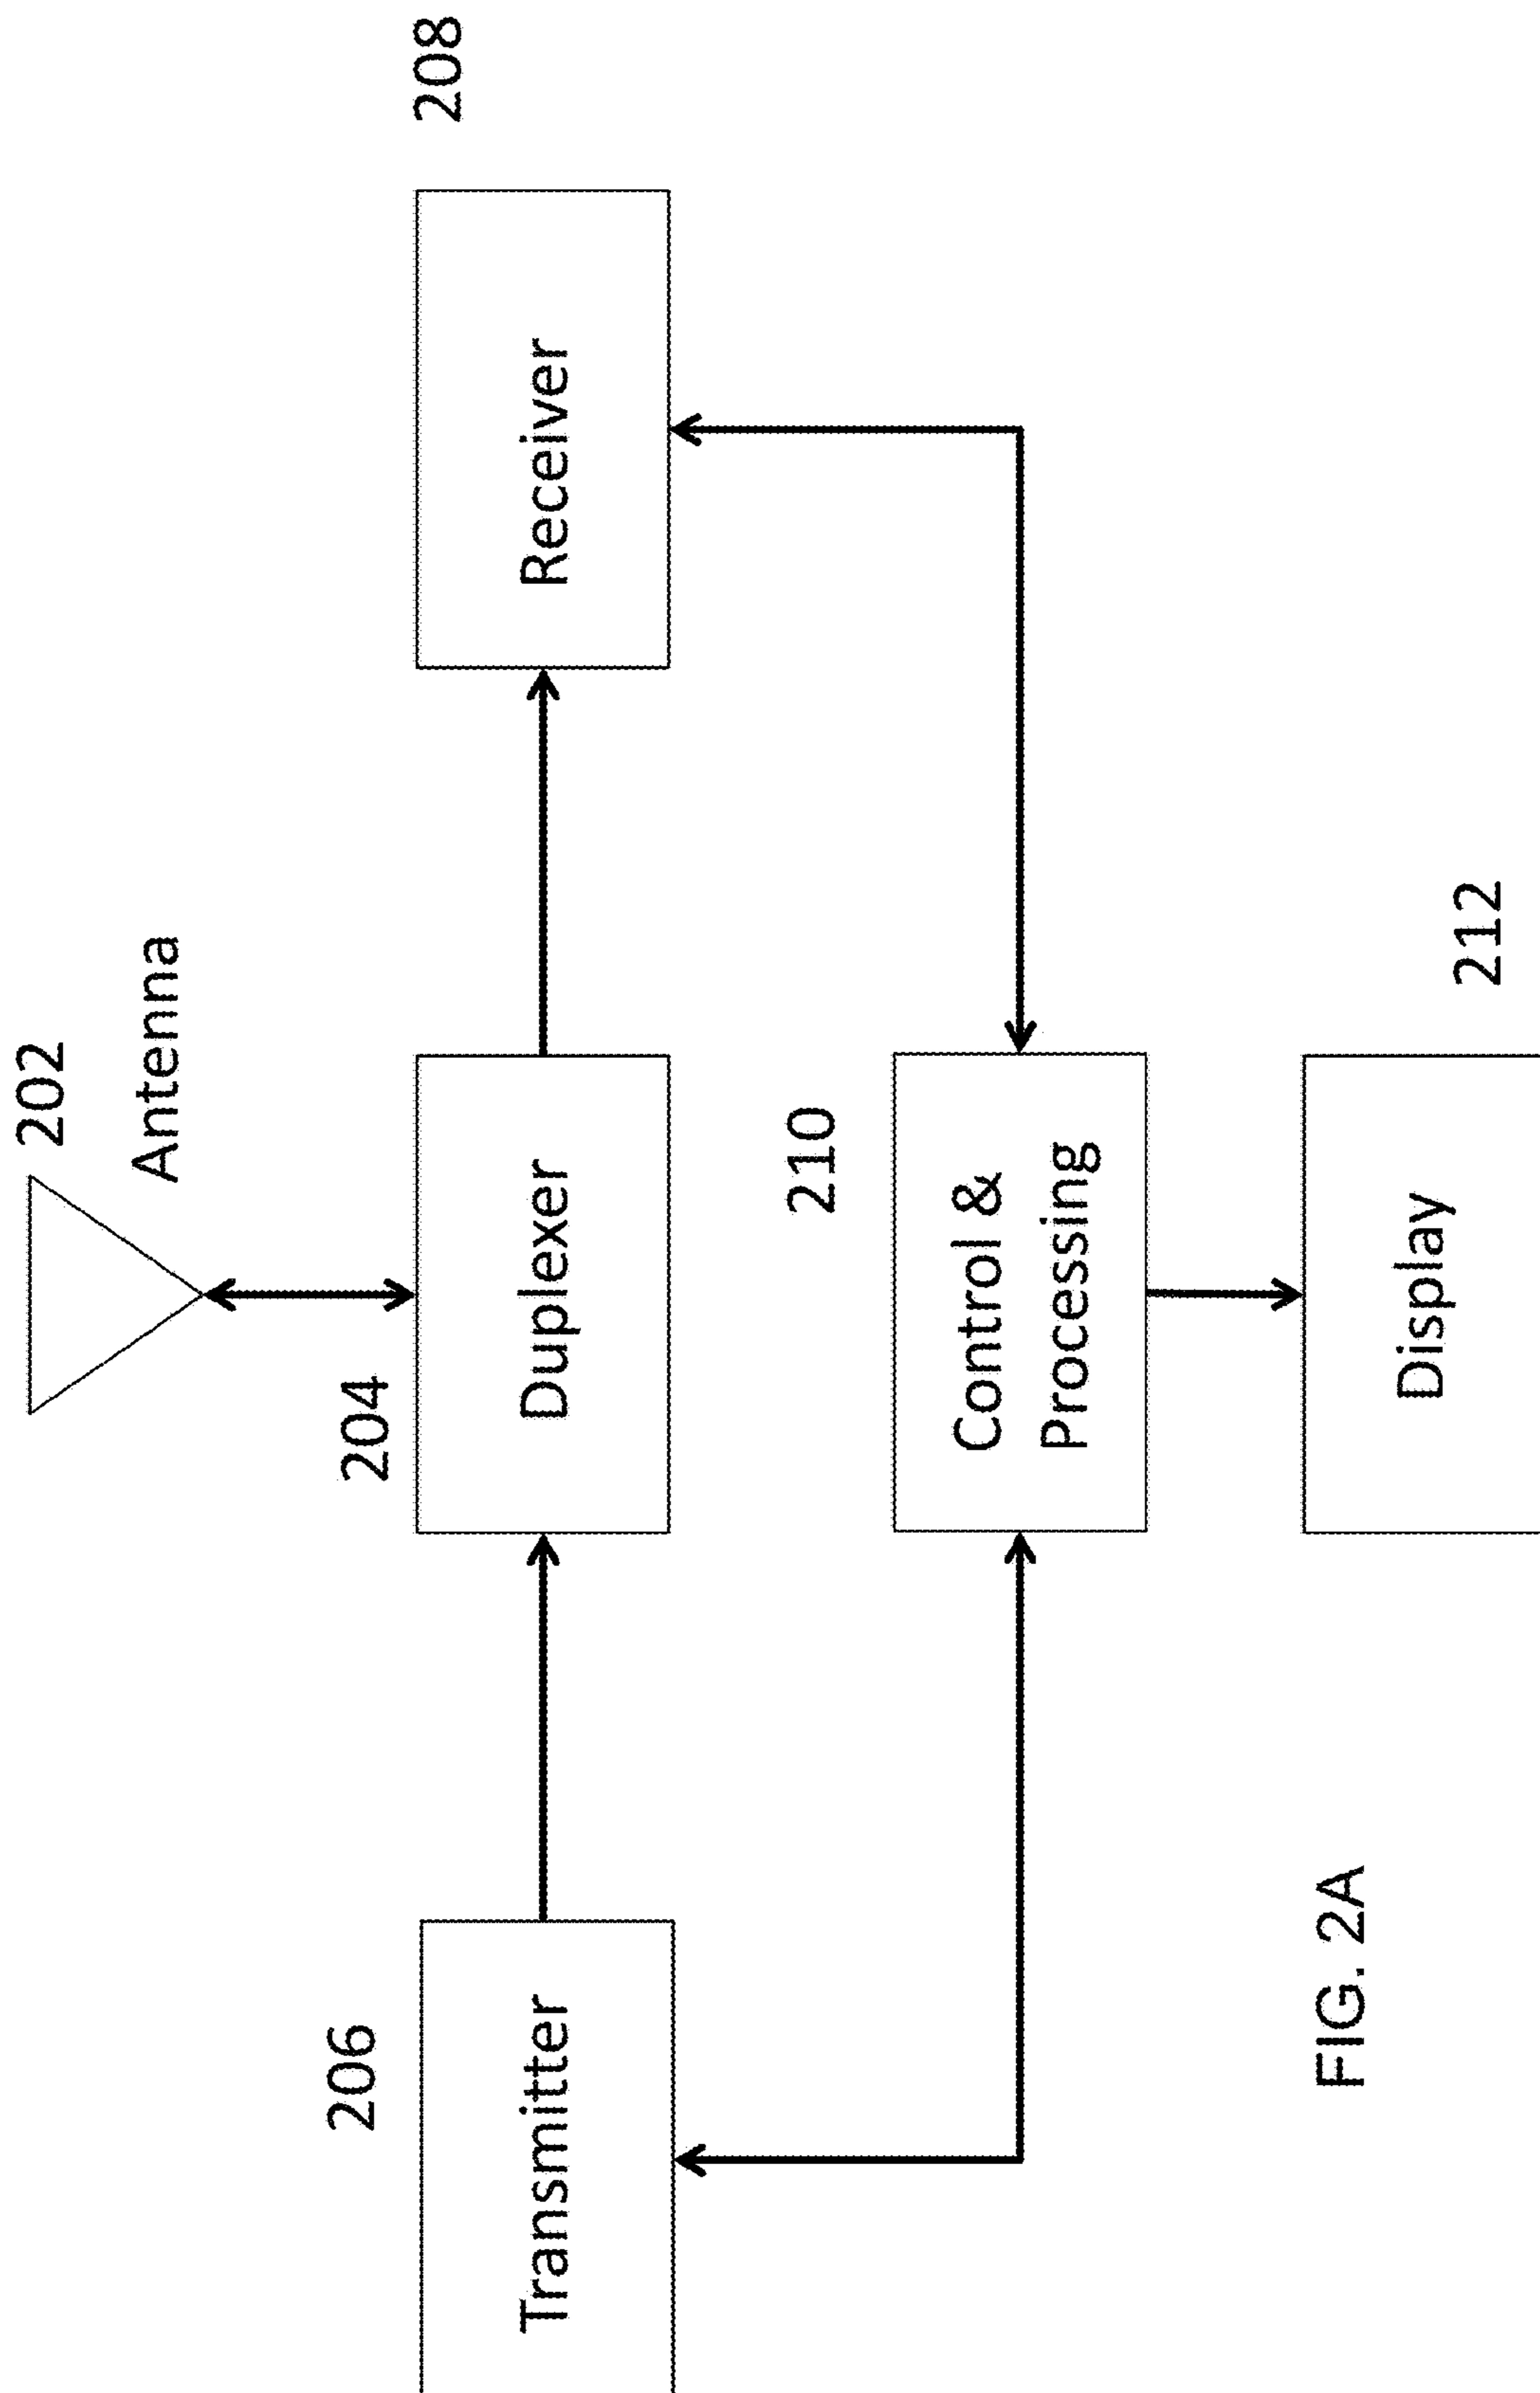 202
Antenna
204
206
208
Transmitter
Duplexer
Receiver
210
Control &
Processing
212
Display
FIG. 2A